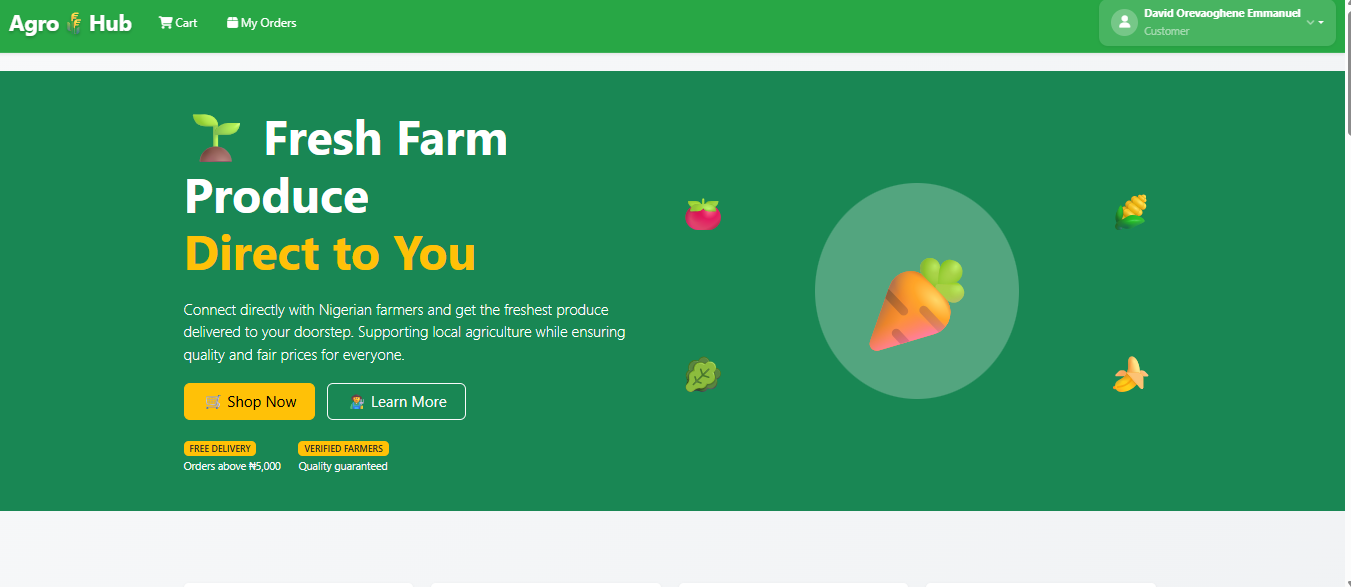 Agro Hub
Cart
My Orders
David Orevaoghene Emmanuel
Customer
Fresh Farm
Produce
Direct to You
Connect directly with Nigerian farmers and get the freshest produce
delivered to your doorstep. Supporting local agriculture while ensuring
quality and fair prices for everyone.
Shop Now
Learn More
FREE DELIVERY
Orders above ₦5,000
VERIFIED FARMERS
Quality guaranteed